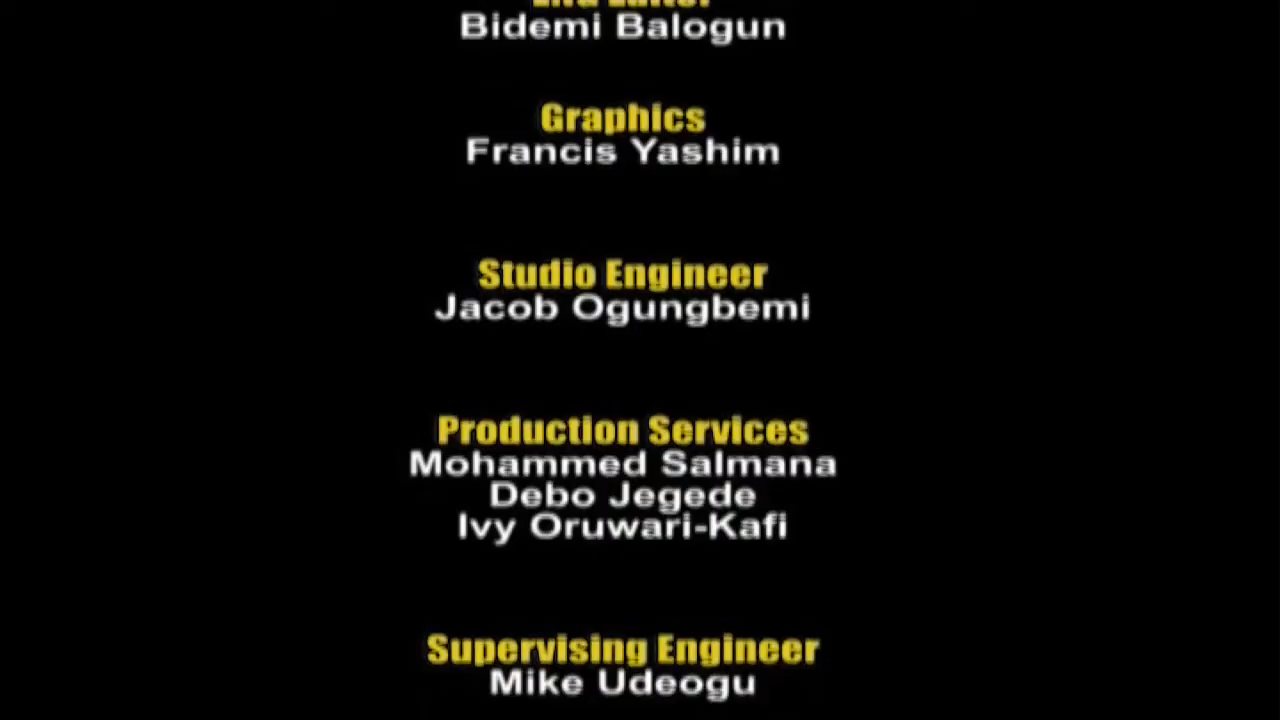 Bidemi Balogun
Graphics
Francis Yashim
Studio Engineer
Jacob Ogungbemi
Production Services
Mohammed Salmana
Debo Jegede
Ivy Oruwari-Kafi
Supervising Engineer
Mike Udeogu